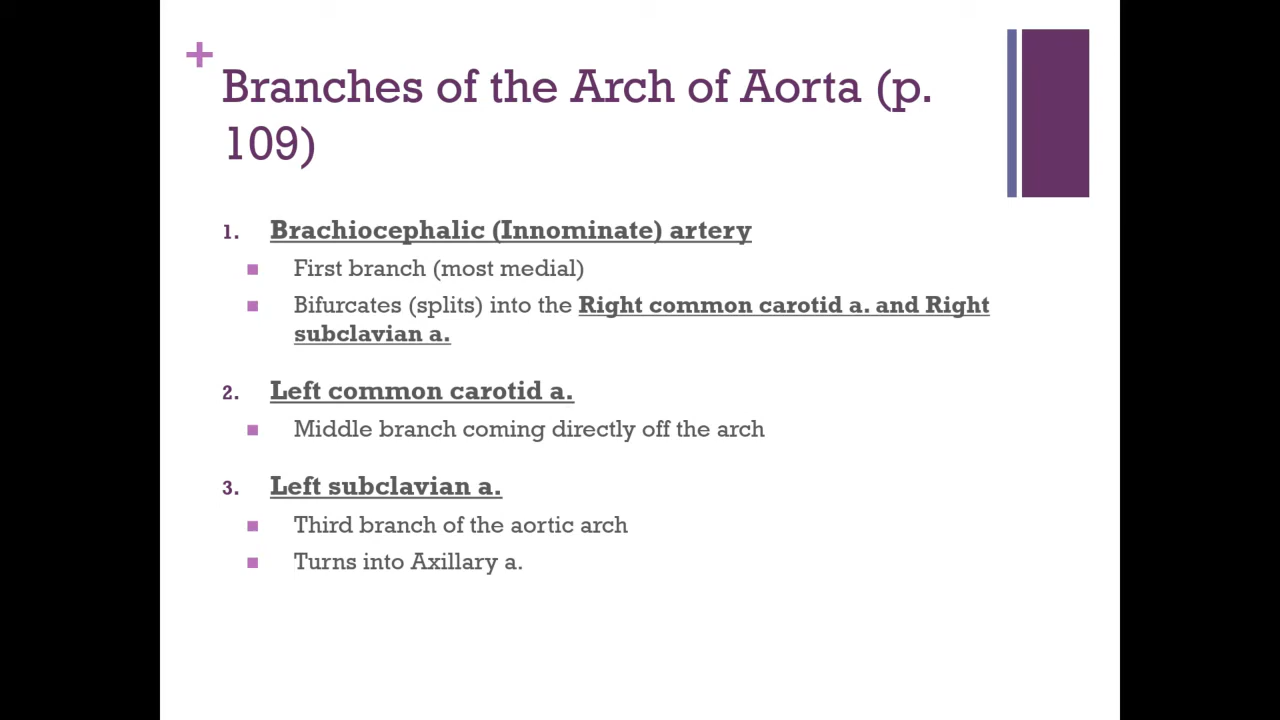 +
Branches of the Arch of Aorta (p.
109)
1. Brachiocephalic (Innominate) artery
■ First branch (most medial)
■ Bifurcates (splits) into the Right common carotid a. and Right
subclavian a.
2. Left common carotid a.
■ Middle branch coming directly off the arch
3. Left subclavian a.
■ Third branch of the aortic arch
■ Turns into Axillary a.